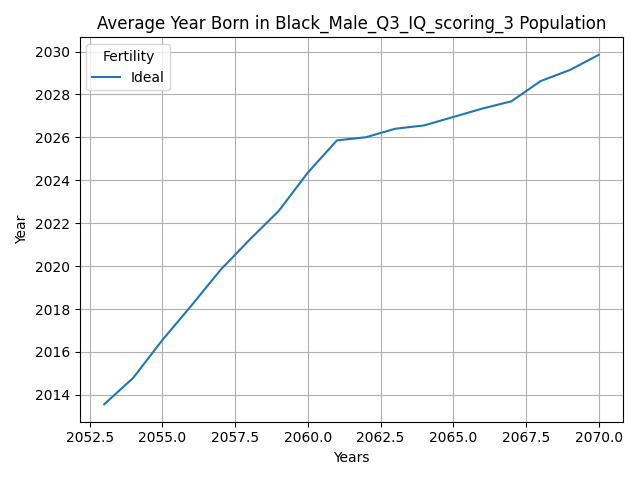 Average Year Born in Black_Male_Q3_IQ_scoring_3 Population
Fertility
Ideal
2030
2028
2026
2024
2022
2020
2018
2016
2014
Year
2052.5 2055.0 2057.5 2060.0 2062.5 2065.0 2067.5 2070.0
Years